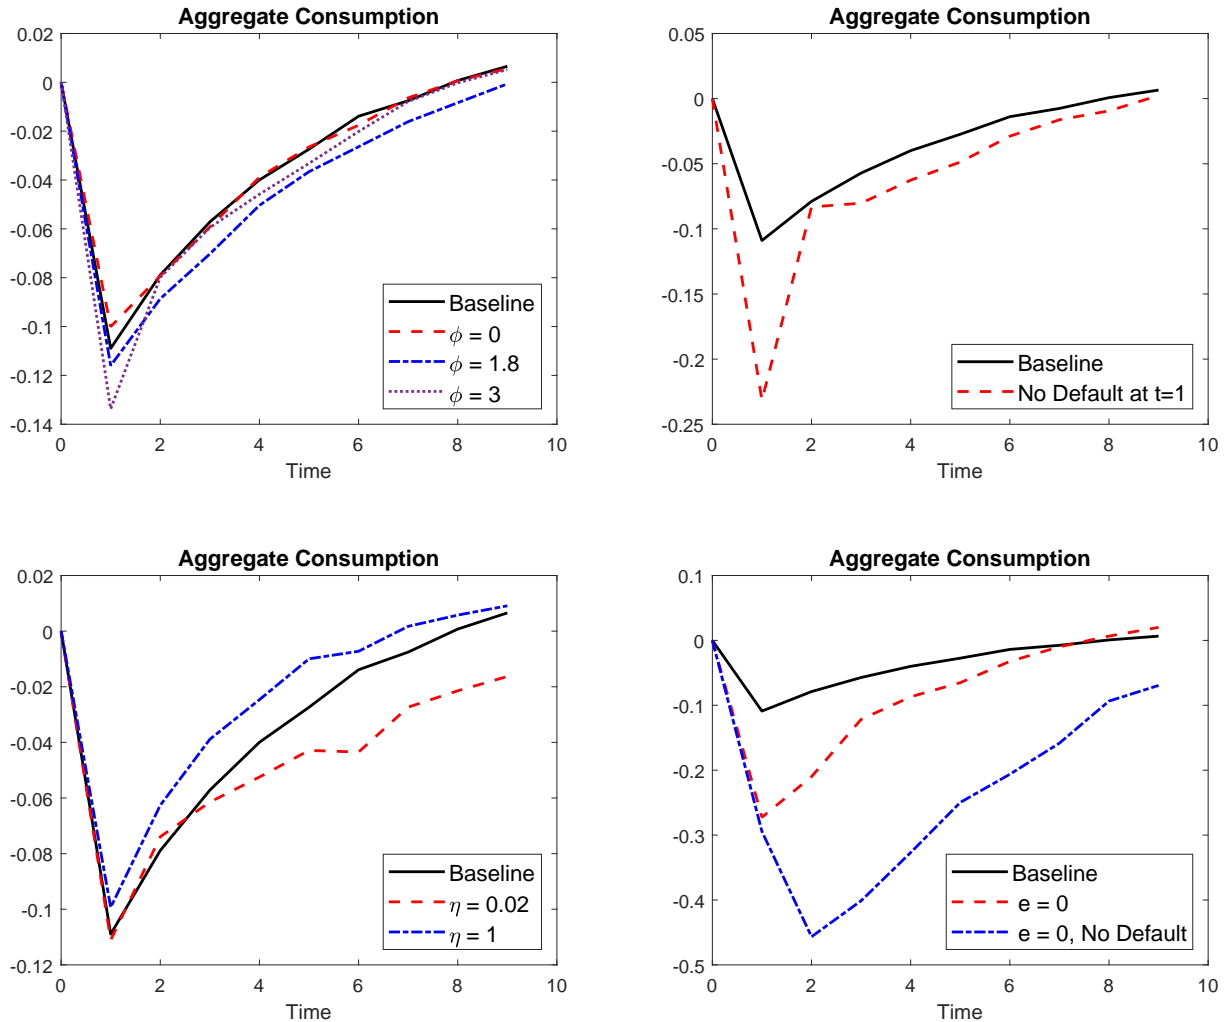 Aggregate Consumption
0.02
0
-0.02
-0.04
-0.06
-0.08
-0.1
-0.12
-0.14
0 2 4 6 8 10
Time
Baseline
ϕ = 0
ϕ = 1.8
ϕ = 3
Aggregate Consumption
0.05
0
-0.05
-0.1
-0.15
-0.2
-0.25
0 2 4 6 8 10
Time
Baseline
No Default at t=1
Aggregate Consumption
0.02
0
-0.02
-0.04
-0.06
-0.08
-0.1
-0.12
0 2 4 6 8 10
Time
Baseline
η = 0.02
η = 1
Aggregate Consumption
0.1
0
-0.1
-0.2
-0.3
-0.4
-0.5
0 2 4 6 8 10
Time
Baseline
e = 0
e = 0, No Default